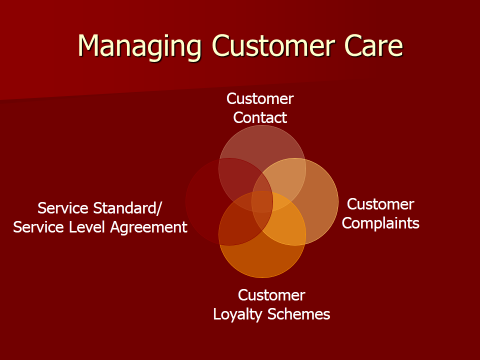 Managing Customer Care
Customer
Contact
Service Standard/
Service Level Agreement
Customer
Complaints
Customer
Loyalty Schemes